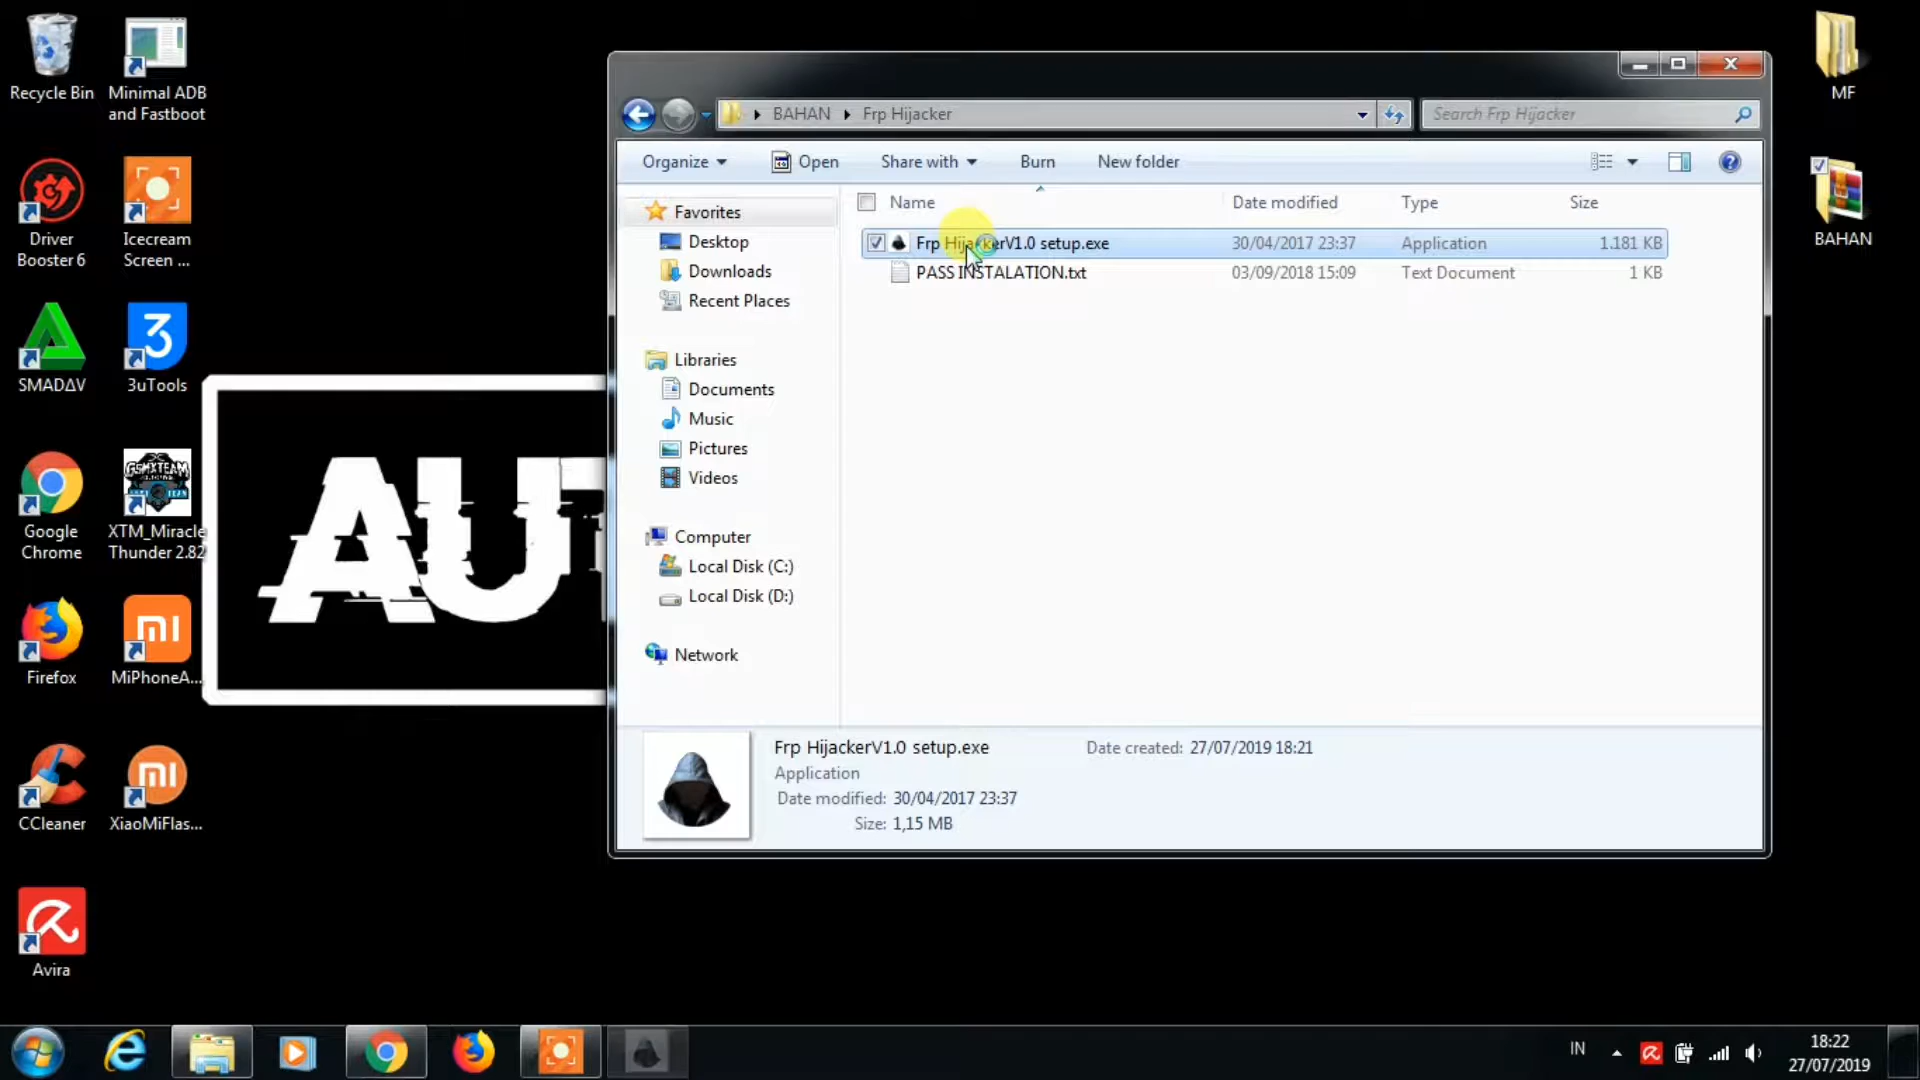 Recycle Bin
Minimal ADB
and Fastboot
Driver
Booster 6
Icecream
Screen ...
SMADΔV
3uTools
3
Google
Chrome
XTM_Miracle
Thunder 2.82
GSMXTEAM
Firefox
MiPhoneA...
CCleaner
XiaoMiFlas...
Avira
AUT
MF
BAHAN
BAHAN
Frp Hijacker
Search Frp Hijacker
Organize
Open
Share with
Burn
New folder
Favorites
Desktop
Downloads
Recent Places
Libraries
Documents
Music
Pictures
Videos
Computer
Local Disk (C:)
Local Disk (D:)
Network
Name
Date modified
Type
Size
Frp HijackerV1.0 setup.exe
30/04/2017 23:37
Application
1.181 KB
PASS INSTALATION.txt
03/09/2018 15:09
Text Document
1 KB
Frp HijackerV1.0 setup.exe
Date created: 27/07/2019 18:21
Application
Date modified: 30/04/2017 23:37
Size: 1,15 MB
IN
18:22
27/07/2019